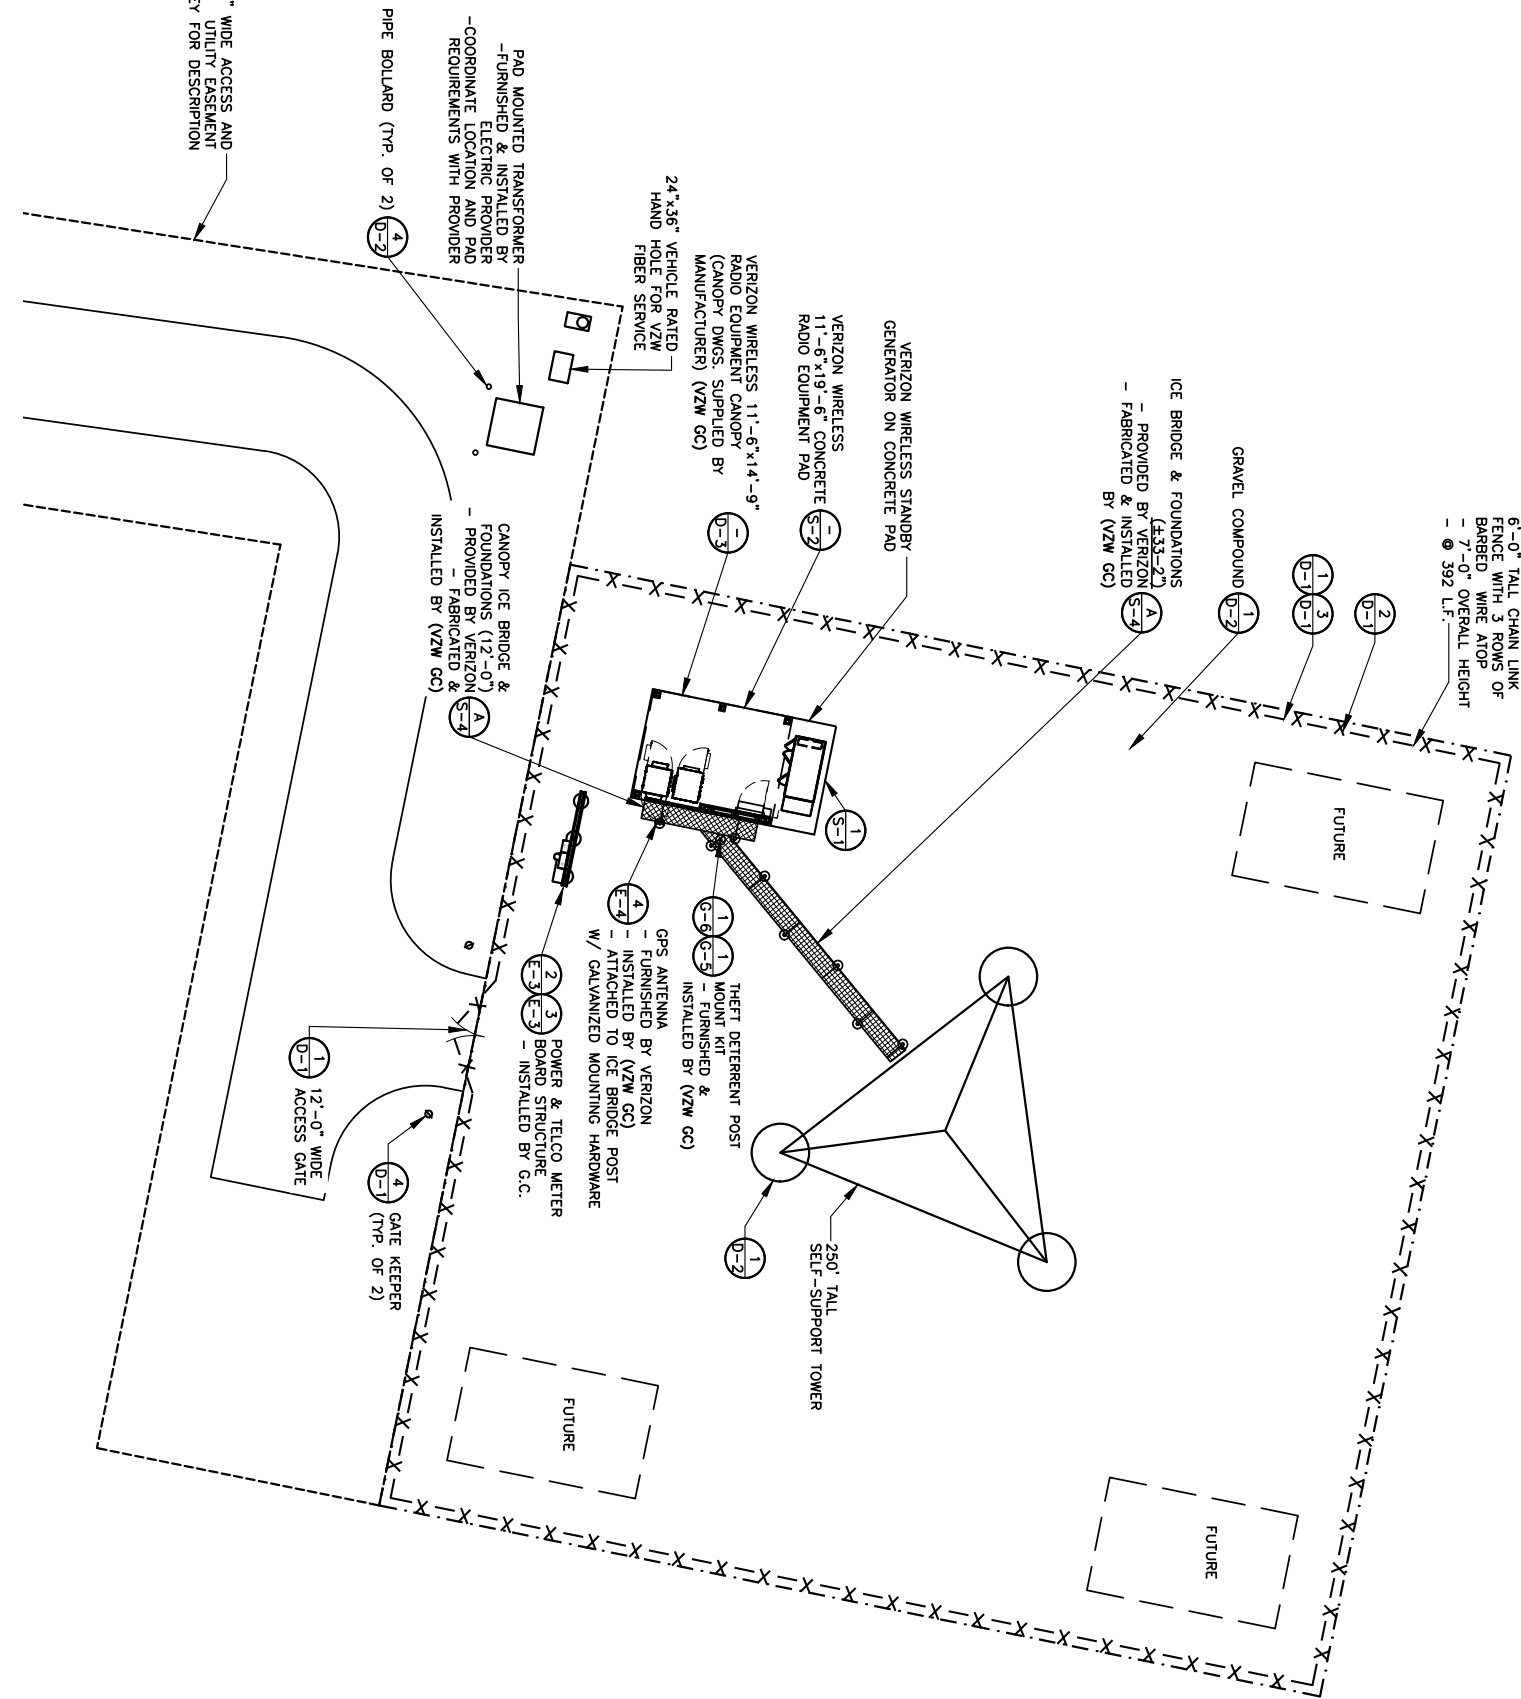 6'-0" TALL CHAIN LINK
FENCE WITH 3 ROWS OF
BARBED WIRE ATOP
- 7'-0" OVERALL HEIGHT
- @ 392 L.F.
2
D-1
1
D-1
3
D-1
GRAVEL COMPOUND
1
D-2
ICE BRIDGE & FOUNDATIONS
(±33-2")
- PROVIDED BY VERIZON
- FABRICATED & INSTALLED
BY (VZW GC)
A
S-4
VERIZON WIRELESS STANDBY
GENERATOR ON CONCRETE PAD
1
S-1
VERIZON WIRELESS
11'-6"x19'-6" CONCRETE
RADIO EQUIPMENT PAD
-
S-2
VERIZON WIRELESS 11'-6"x14'-9"
RADIO EQUIPMENT CANOPY
(CANOPY DWGS. SUPPLIED BY
MANUFACTURER) (VZW GC)
-
D-3
24"x36" VEHICLE RATED
HAND HOLE FOR VZW
FIBER SERVICE
PAD MOUNTED TRANSFORMER
-FURNISHED & INSTALLED BY
ELECTRIC PROVIDER
-COORDINATE LOCATION AND PAD
REQUIREMENTS WITH PROVIDER
PIPE BOLLARD (TYP. OF 2)
4
D-2
" WIDE ACCESS AND
UTILITY EASEMENT
FOR DESCRIPTION
CANOPY ICE BRIDGE &
FOUNDATIONS (12'-0")
- PROVIDED BY VERIZON
- FABRICATED &
INSTALLED BY (VZW GC)
A
S-4
FUTURE
THEFT DETERRENT POST
MOUNT KIT
- FURNISHED &
INSTALLED BY (VZW GC)
1
G-6
1
G-5
GPS ANTENNA
- FURNISHED BY VERIZON
- INSTALLED BY (VZW GC)
- ATTACHED TO ICE BRIDGE POST
W/ GALVANIZED MOUNTING HARDWARE
4
E-4
2
E-3
3
E-3
POWER & TELCO METER
BOARD STRUCTURE
- INSTALLED BY G.C.
1
D-1
12'-0" WIDE
ACCESS GATE
4
D-1
GATE KEEPER
(TYP. OF 2)
1
D-2
250' TALL
SELF-SUPPORT TOWER
FUTURE
FUTURE